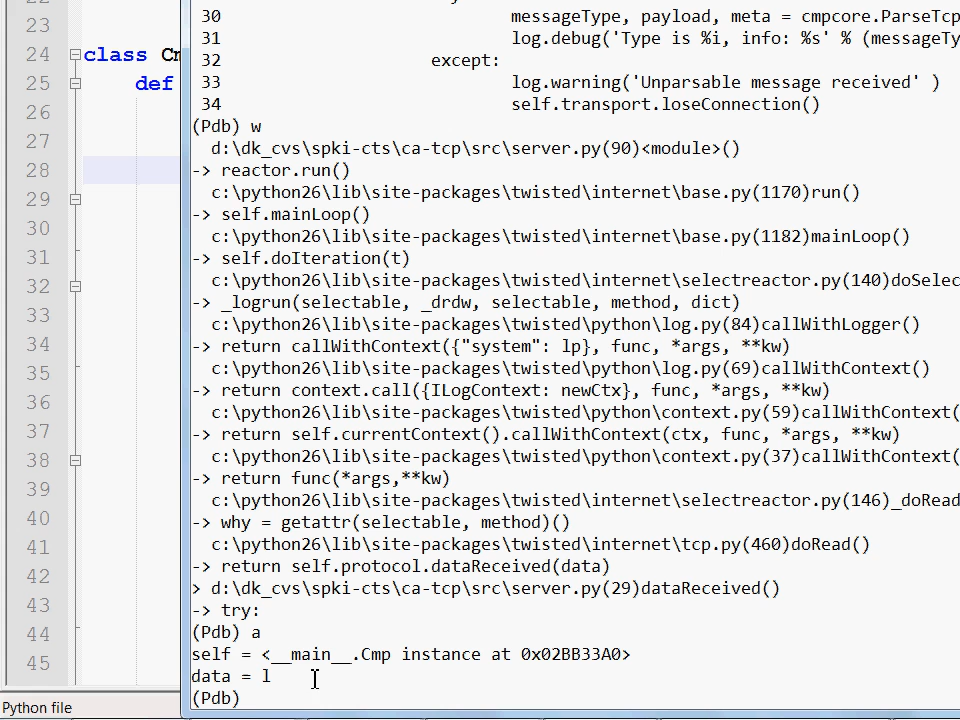 22
23
24 class Cm
25 def
26
27
28
29
30
31
32
33
34
35
36
37
38
39
40
41
42
43
44
45
Python file
30 messageType, payload, meta = cmpcore.ParseTcp
31 log.debug('Type is %i, info: %s' % (messageTy
32 except:
33 log.warning('Unparsable message received' )
34 self.transport.loseConnection()
(Pdb) w
d:\dk_cvs\spki-cts\ca-tcp\src\server.py(90)<module>()
-> reactor.run()
c:\python26\lib\site-packages\twisted\internet\base.py(1170)run()
-> self.mainLoop()
c:\python26\lib\site-packages\twisted\internet\base.py(1182)mainLoop()
-> self.doIteration(t)
c:\python26\lib\site-packages\twisted\internet\selectreactor.py(140)doSelec
-> _logrun(selectable, _drdw, selectable, method, dict)
c:\python26\lib\site-packages\twisted\python\log.py(84)callWithLogger()
-> return callWithContext({"system": lp}, func, *args, **kw)
c:\python26\lib\site-packages\twisted\python\log.py(69)callWithContext()
-> return context.call({ILogContext: newCtx}, func, *args, **kw)
c:\python26\lib\site-packages\twisted\python\context.py(59)callWithContext(
-> return self.currentContext().callWithContext(ctx, func, *args, **kw)
c:\python26\lib\site-packages\twisted\python\context.py(37)callWithContext(
-> return func(*args,**kw)
c:\python26\lib\site-packages\twisted\internet\selectreactor.py(146)_doRead
-> why = getattr(selectable, method)()
c:\python26\lib\site-packages\twisted\internet\tcp.py(460)doRead()
-> return self.protocol.dataReceived(data)
> d:\dk_cvs\spki-cts\ca-tcp\src\server.py(29)dataReceived()
-> try:
(Pdb) a
self = <__main__.Cmp instance at 0x02BB33A0>
data = l
(Pdb)